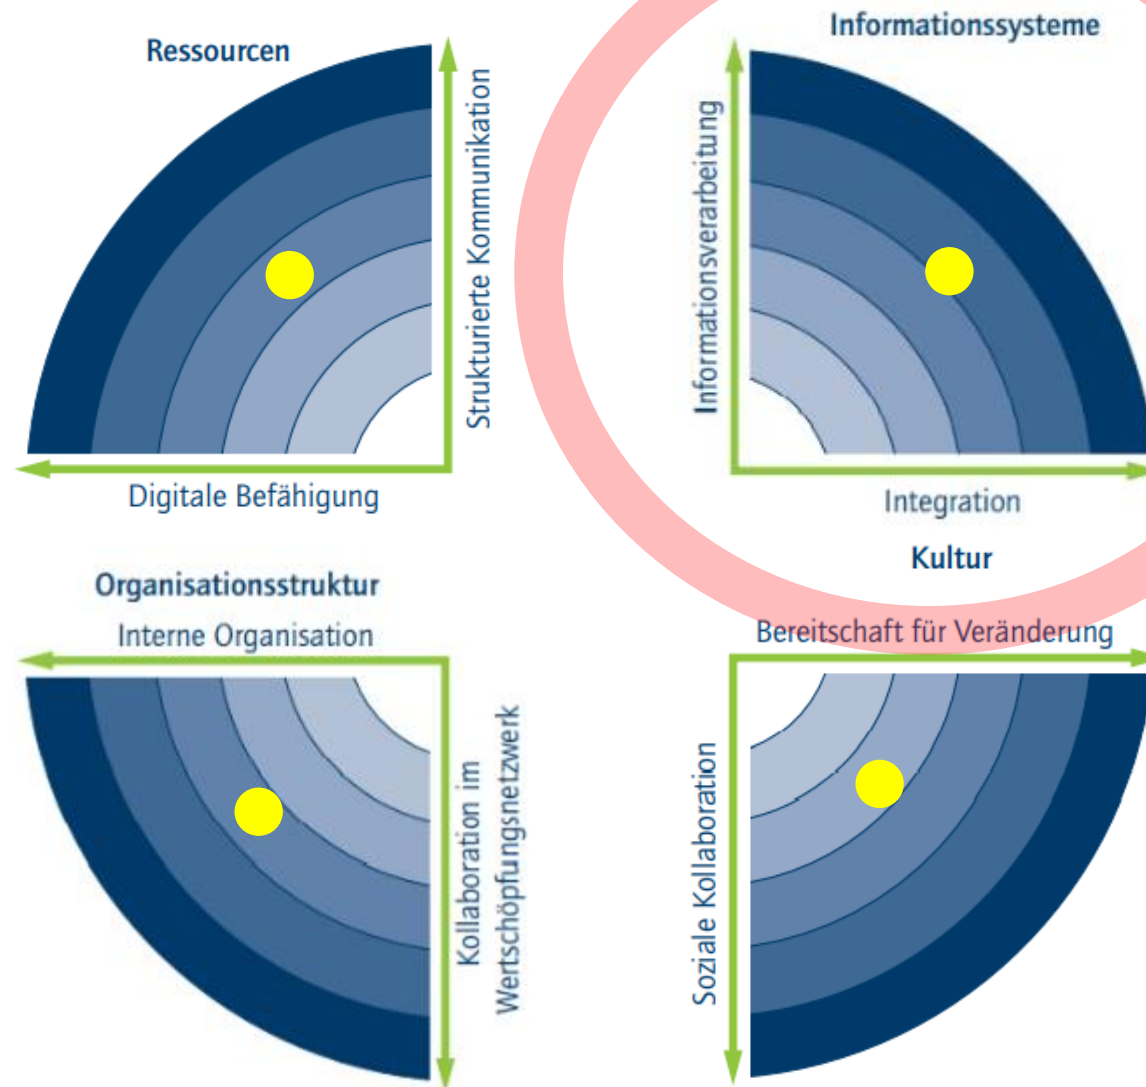 Ressourcen
Strukturierte Kommunikation
Digitale Befähigung
Informationssysteme
Informationsverarbeitung
Integration
Organisationsstruktur
Interne Organisation
Kollaboration im
Wertschöpfungsnetzwerk
Kultur
Bereitschaft für Veränderung
Soziale Kollaboration